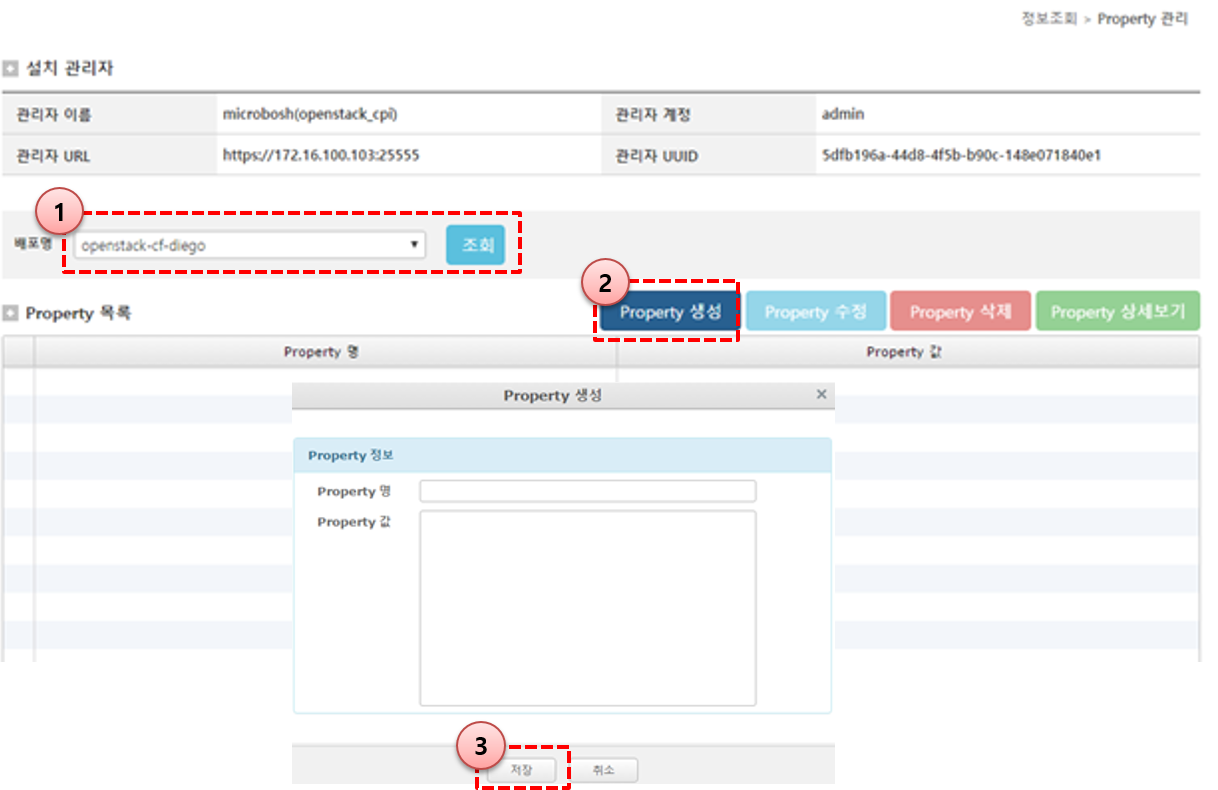 정보조회 > Property 관리
설치 관리자
관리자 이름 microbosh(openstack_cpi) 관리자 계정 admin
관리자 URL https://172.16.100.103:25555 관리자 UUID 5dfb196a-44d8-4f5b-b90c-148e071840e1
1
배포명 openstack-cf-diego 조회
2
Property 목록 Property 생성 Property 수정 Property 삭제 Property 상세보기
Property 명 Property 값
Property 생성 ×
Property 정보
Property 명
Property 값
3
저장 취소